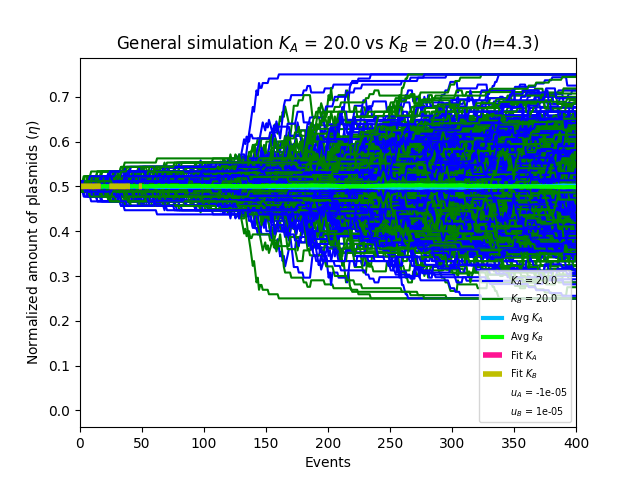 General simulation K_A = 20.0 vs K_B = 20.0 (h=4.3)
Normalized amount of plasmids (η)
0.7
0.6
0.5
0.4
0.3
0.2
0.1
0.0
K_A = 20.0
K_B = 20.0
Avg K_A
Avg K_B
Fit K_A
Fit K_B
u_A = -1e-05
u_B = 1e-05
0 50 100 150 200 250 300 350 400
Events